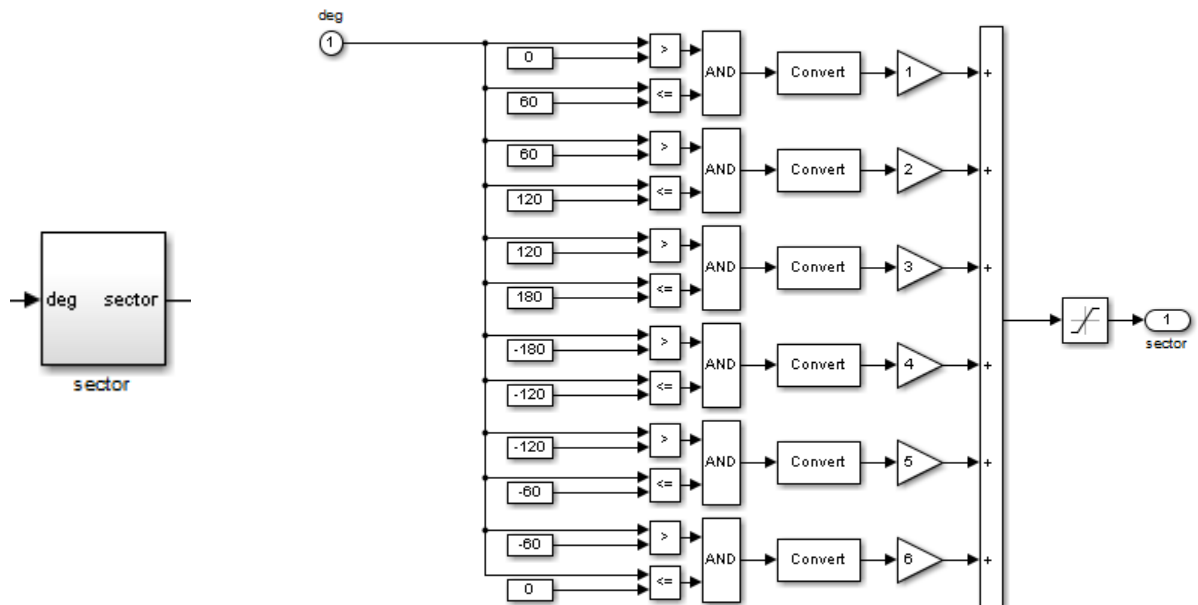 deg
1
0
>
60
<=
AND
Convert
1
+
60
>
120
<=
AND
Convert
2
+
120
>
180
<=
AND
Convert
3
+
-180
>
-120
<=
AND
Convert
4
+
-120
>
-60
<=
AND
Convert
5
+
-60
>
0
<=
AND
Convert
6
+
deg sector
sector
1
sector